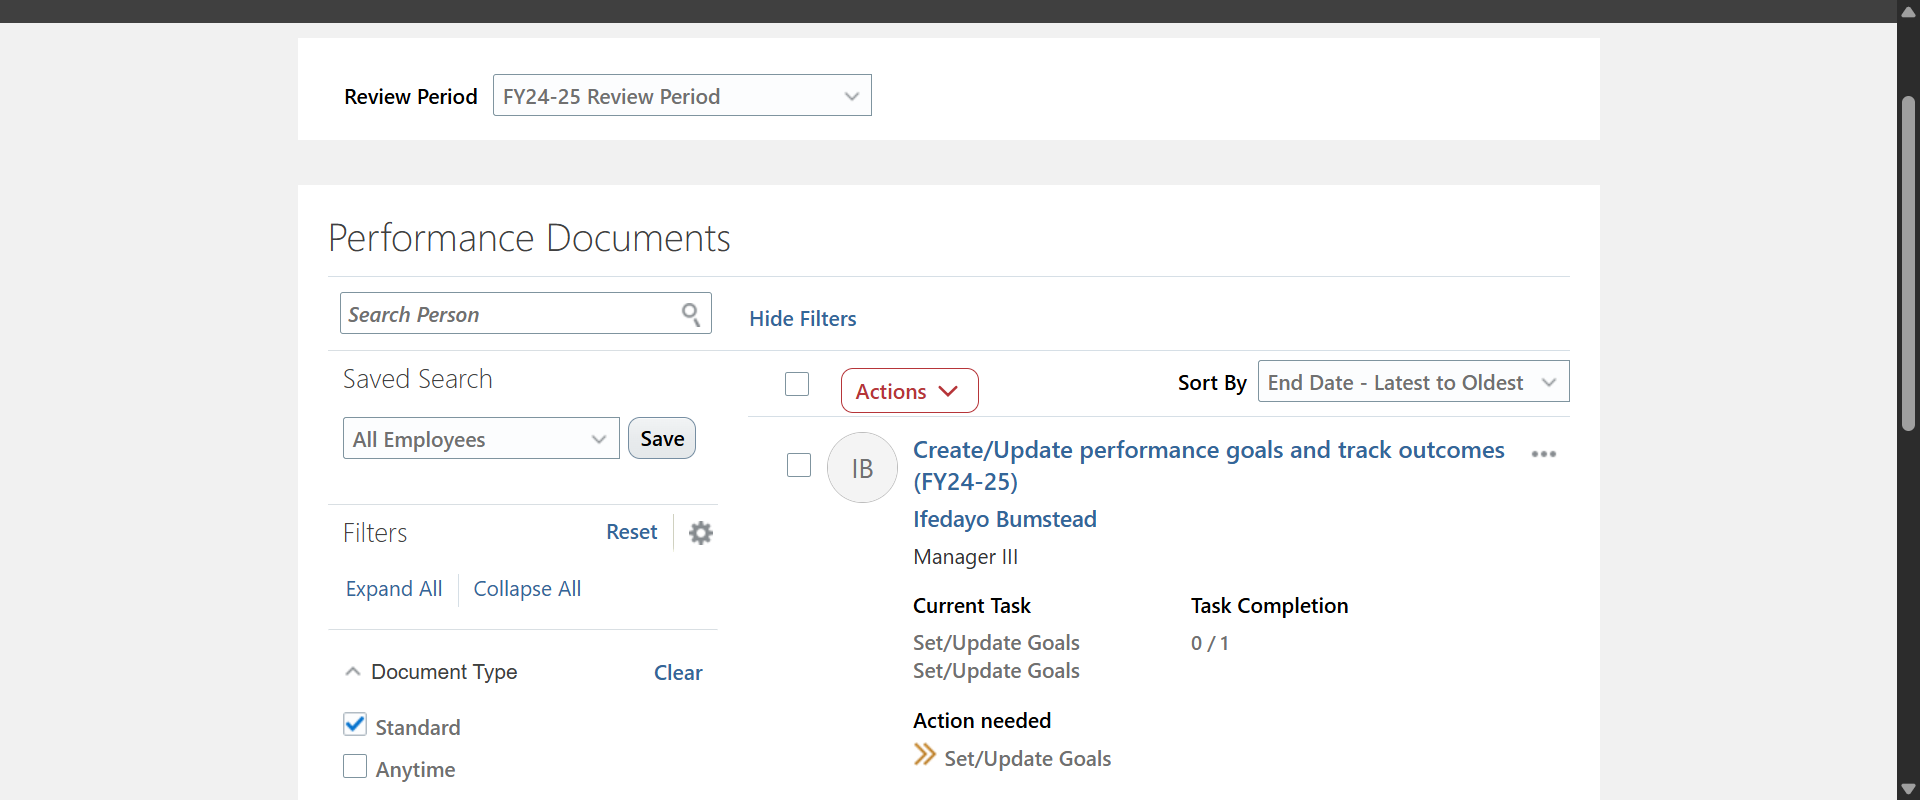 Review Period
FY24-25 Review Period
Performance Documents
Search Person
Hide Filters
Saved Search
All Employees
Save
Filters
Reset
Expand All
Collapse All
Document Type
Clear
Standard
Anytime
Actions
Sort By
End Date - Latest to Oldest
IB
Create/Update performance goals and track outcomes
(FY24-25)
Ifedayo Bumstead
Manager III
Current Task
Task Completion
Set/Update Goals
0 / 1
Set/Update Goals
Action needed
Set/Update Goals